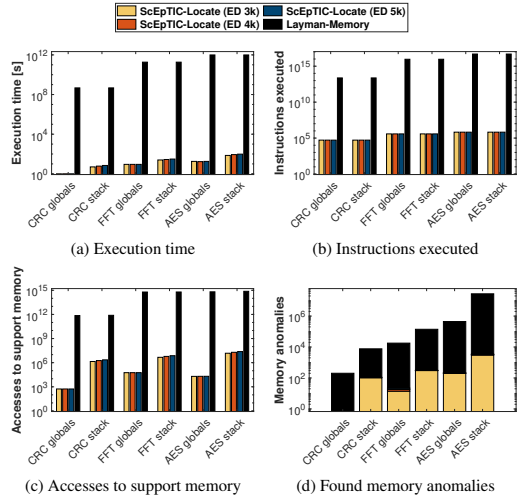 ScEpTIC-Locate (ED 3k) ScEpTIC-Locate (ED 5k)
ScEpTIC-Locate (ED 4k) Layman-Memory
Execution time [s]
10^12
10^8
10^4
10^0
CRC globals
CRC stack
FFT globals
FFT stack
AES globals
AES stack
(a) Execution time
Instructions executed
10^15
10^10
10^5
10^0
CRC globals
CRC stack
FFT globals
FFT stack
AES globals
AES stack
(b) Instructions executed
Accesses to support memory
10^15
10^12
10^9
10^6
10^3
10^0
CRC globals
CRC stack
FFT globals
FFT stack
AES globals
AES stack
(c) Accesses to support memory
Memory anomalies
10^6
10^4
10^2
10^0
CRC globals
CRC stack
FFT globals
FFT stack
AES globals
AES stack
(d) Found memory anomalies